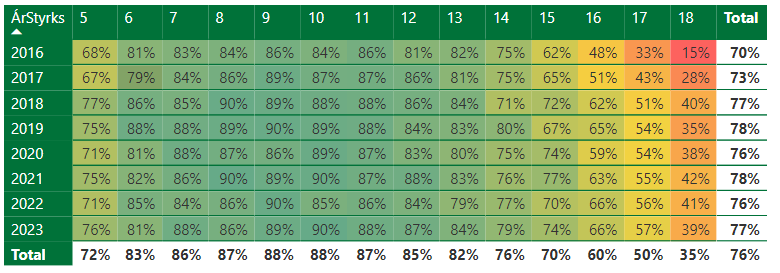 ÁrStyrks 5 6 7 8 9 10 11 12 13 14 15 16 17 18 Total
2016 68% 81% 83% 84% 86% 84% 86% 81% 82% 75% 62% 48% 33% 15% 70%
2017 67% 79% 84% 86% 89% 87% 87% 86% 81% 75% 65% 51% 43% 28% 73%
2018 77% 86% 85% 90% 89% 88% 88% 86% 84% 71% 72% 62% 51% 40% 77%
2019 75% 88% 88% 89% 90% 89% 88% 84% 83% 80% 67% 65% 54% 35% 78%
2020 71% 81% 88% 87% 86% 89% 87% 83% 80% 75% 74% 59% 54% 38% 76%
2021 75% 82% 86% 90% 89% 90% 87% 88% 83% 76% 77% 63% 55% 42% 78%
2022 71% 85% 84% 86% 90% 85% 86% 84% 79% 77% 70% 66% 56% 41% 76%
2023 76% 81% 88% 86% 89% 90% 88% 87% 84% 79% 74% 66% 57% 39% 77%
Total 72% 83% 86% 87% 88% 88% 87% 85% 82% 76% 70% 60% 50% 35% 76%